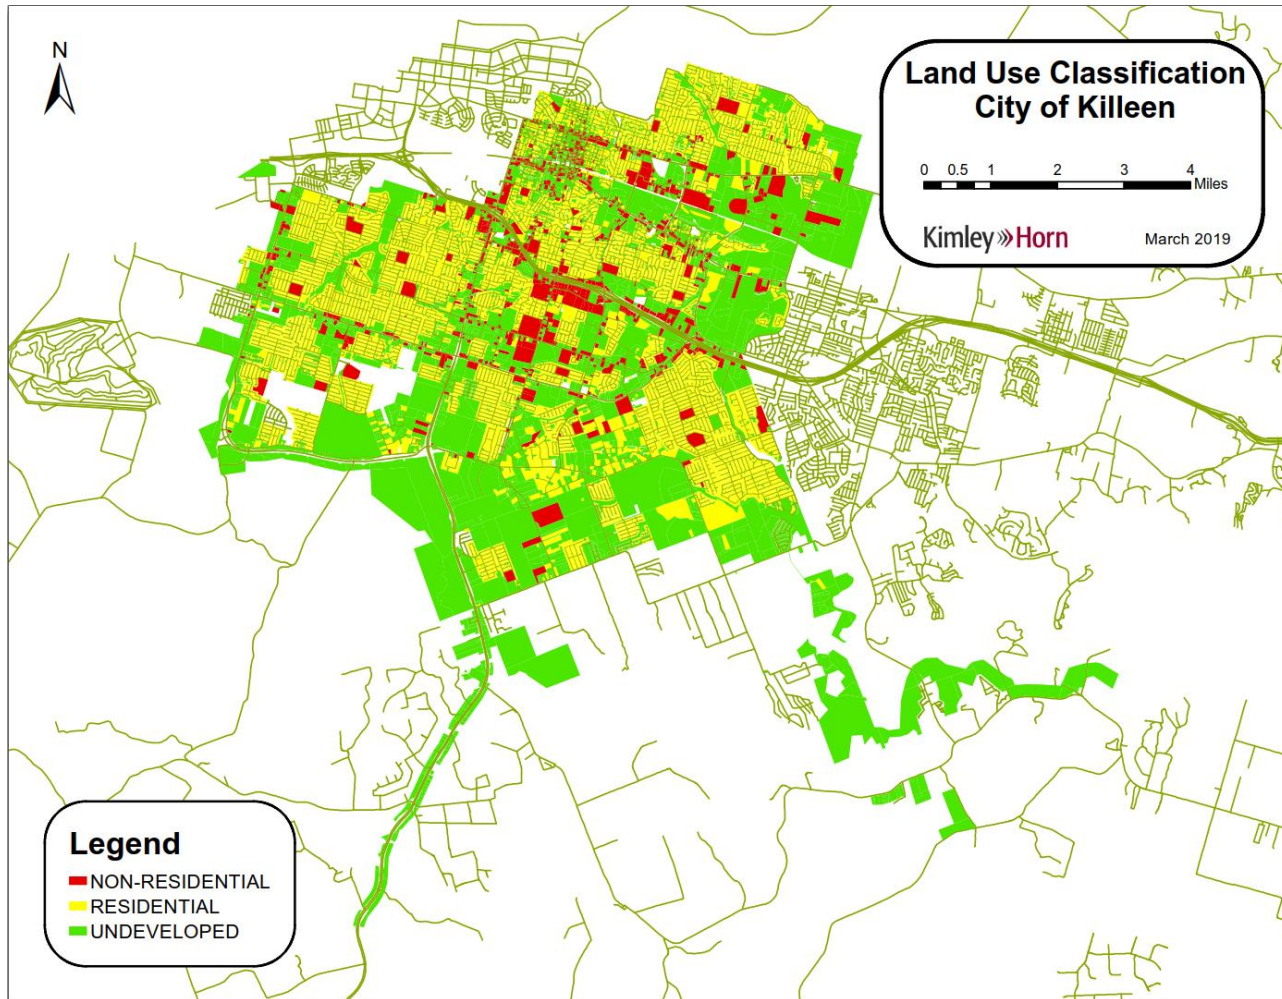 N
Land Use Classification
City of Killeen
0 0.5 1 2 3 4
Miles
Kimley»Horn
March 2019
Legend
NON-RESIDENTIAL
RESIDENTIAL
UNDEVELOPED